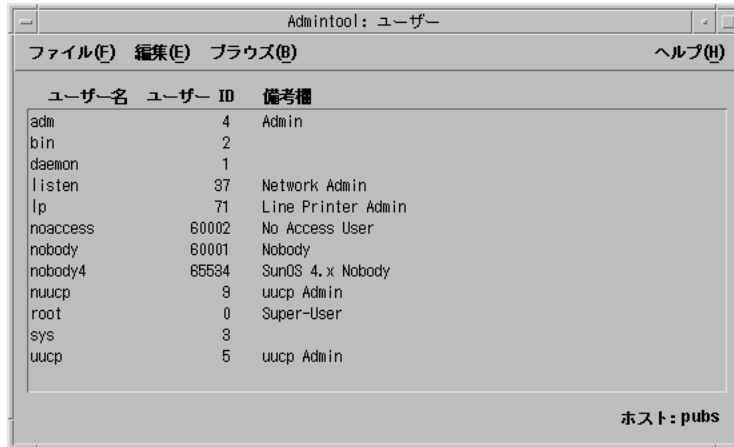 Admintool: ユーザー
ファイル(F) 編集(E) ブラウズ(B) ヘルプ(H)
ユーザー名 ユーザー ID 備考欄
adm 4 Admin
bin 2
daemon 1
listen 37 Network Admin
lp 71 Line Printer Admin
noaccess 60002 No Access User
nobody 60001 Nobody
nobody4 65534 SunOS 4.x Nobody
nuucp 9 uucp Admin
root 0 Super-User
sys 3
uucp 5 uucp Admin
ホスト: pubs